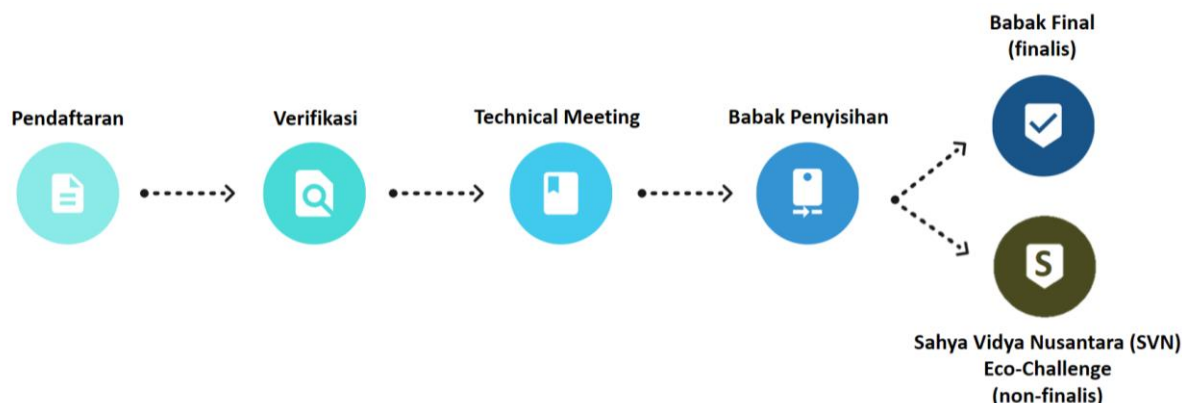 Pendaftaran
Verifikasi
Technical Meeting
Babak Penyisihan
Babak Final
(finalis)
S
Sahya Vidya Nusantara (SVN)
Eco-Challenge
(non-finalis)